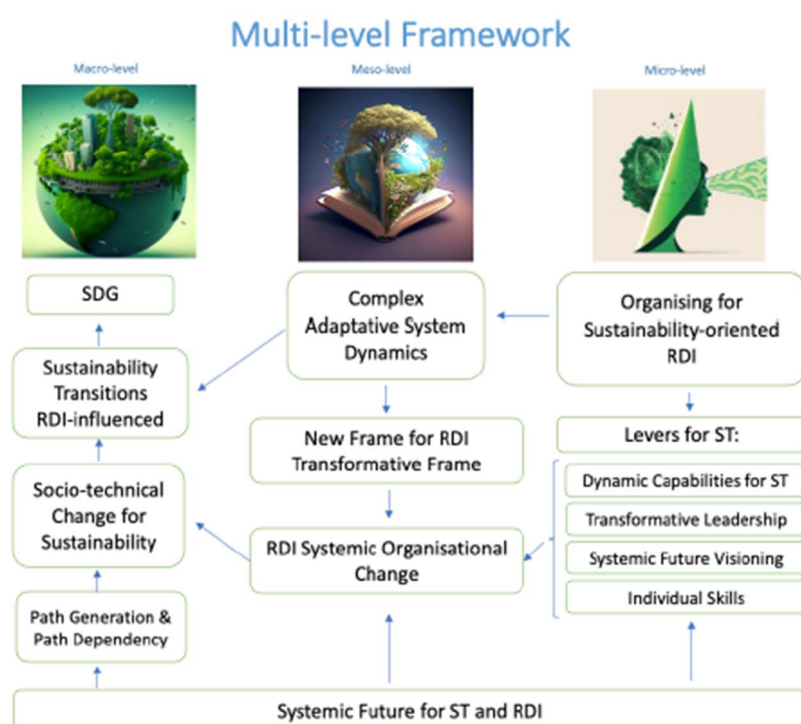 Multi-level Framework
Macro-level
Meso-level
Micro-level
SDG
Sustainability
Transitions
RDI-influenced
Socio-technical
Change for
Sustainability
Path Generation &
Path Dependency
Complex
Adaptative System
Dynamics
New Frame for RDI
Transformative Frame
RDI Systemic Organisational
Change
Organising for
Sustainability-oriented
RDI
Levers for ST:
Dynamic Capabilities for ST
Transformative Leadership
Systemic Future Visioning
Individual Skills
Systemic Future for ST and RDI